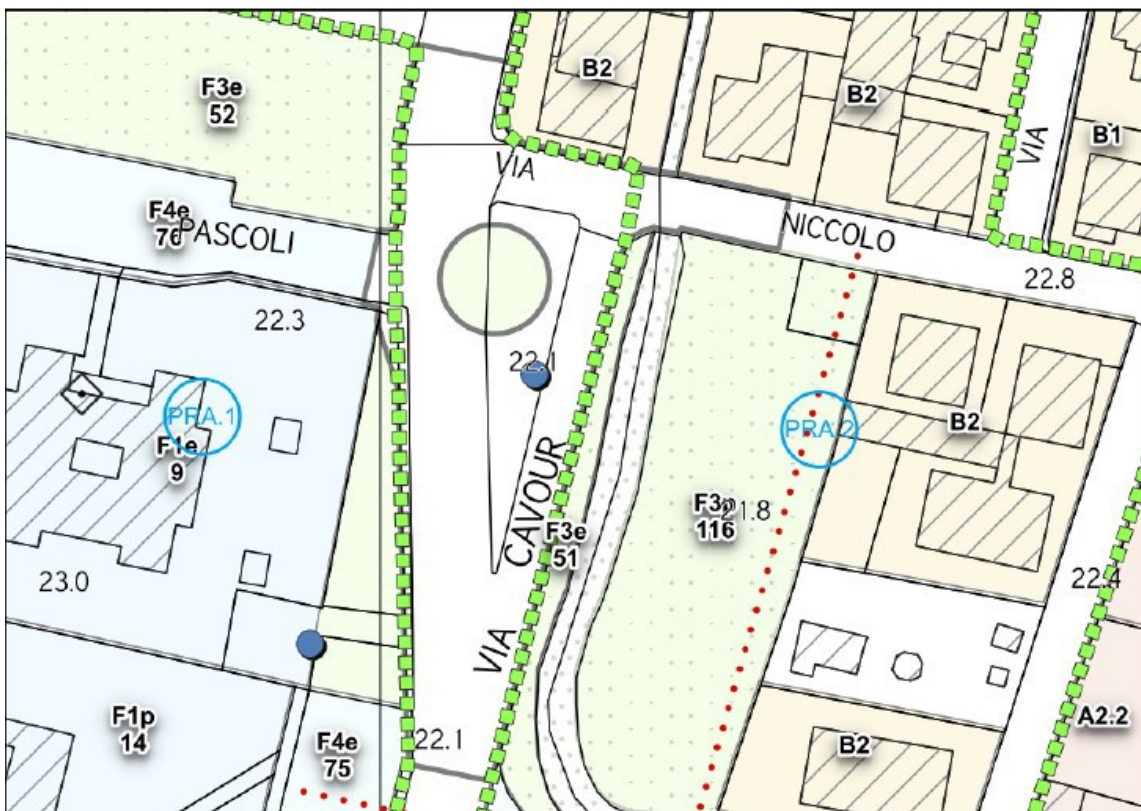 F3e
52
B2
B2
B1
VIA
VIA
F4e
76
PASCOLI
NICCOLO
22.8
22.3
22.1
PRA.1
F1e
9
PRA.2
B2
CAVOUR
F3p
116
21.8
F3e
51
23.0
22.4
VIA
F1p
14
F4e
75
22.1
B2
A2.2